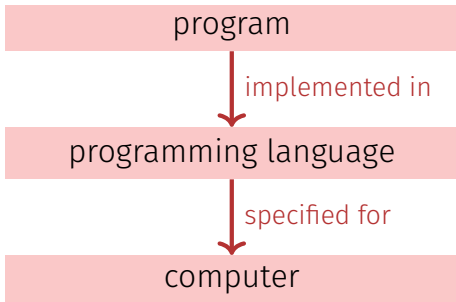 program
implemented in
programming language
specified for
computer